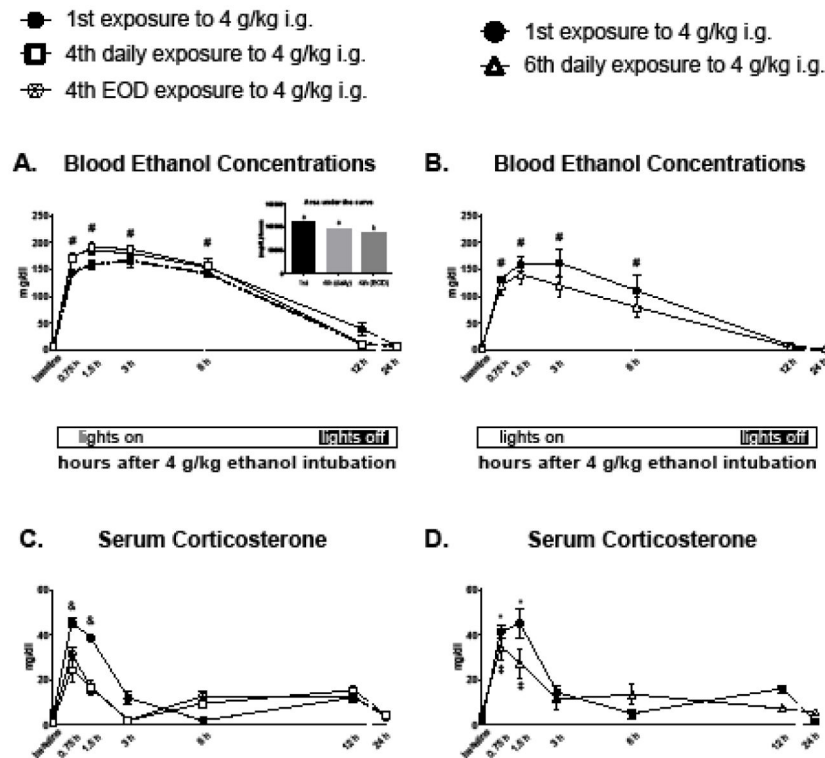 1st exposure to 4 g/kg i.g.
4th daily exposure to 4 g/kg i.g.
4th EOD exposure to 4 g/kg i.g.
1st exposure to 4 g/kg i.g.
6th daily exposure to 4 g/kg i.g.
A. Blood Ethanol Concentrations
Area under the curve
1st 4th (daily) 4th (EOD)
# # # #
250
200
150
100
50
0
mg/dl
baseline 0.75 h 1.5 h 3 h 6 h 12 h 24 h
lights on lights off
hours after 4 g/kg ethanol intubation
B. Blood Ethanol Concentrations
# # # #
250
200
150
100
50
0
mg/dl
baseline 0.75 h 1.5 h 3 h 6 h 12 h 24 h
lights on lights off
hours after 4 g/kg ethanol intubation
C. Serum Corticosterone
& &
60
40
20
0
mg/dl
baseline 0.75 h 1.5 h 3 h 6 h 12 h 24 h
D. Serum Corticosterone
* *
‡ ‡
60
40
20
0
mg/dl
baseline 0.75 h 1.5 h 3 h 6 h 12 h 24 h